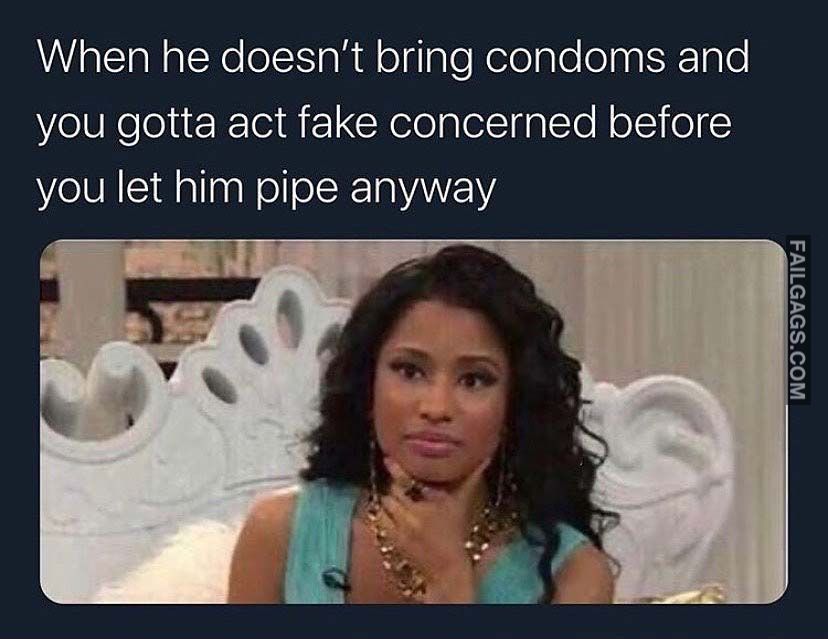 When he doesn't bring condoms and
you gotta act fake concerned before
you let him pipe anyway
FAILGAGS.COM